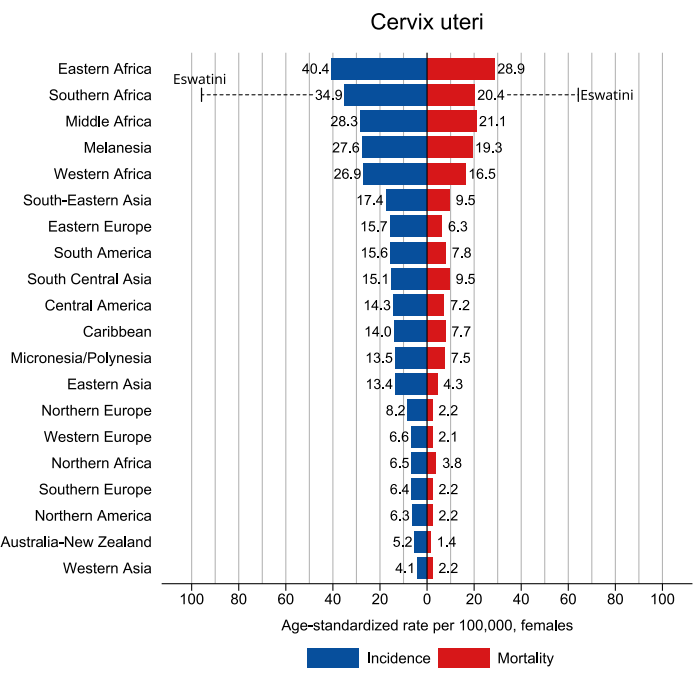 Cervix uteri
Eastern Africa 40.4 28.9
Eswatini
Southern Africa 34.9 20.4 Eswatini
Middle Africa 28.3 21.1
Melanesia 27.6 19.3
Western Africa 26.9 16.5
South-Eastern Asia 17.4 9.5
Eastern Europe 15.7 6.3
South America 15.6 7.8
South Central Asia 15.1 9.5
Central America 14.3 7.2
Caribbean 14.0 7.7
Micronesia/Polynesia 13.5 7.5
Eastern Asia 13.4 4.3
Northern Europe 8.2 2.2
Western Europe 6.6 2.1
Northern Africa 6.5 3.8
Southern Europe 6.4 2.2
Northern America 6.3 2.2
Australia-New Zealand 5.2 1.4
Western Asia 4.1 2.2
100 80 60 40 20 0 20 40 60 80 100
Age-standardized rate per 100,000, females
Incidence Mortality